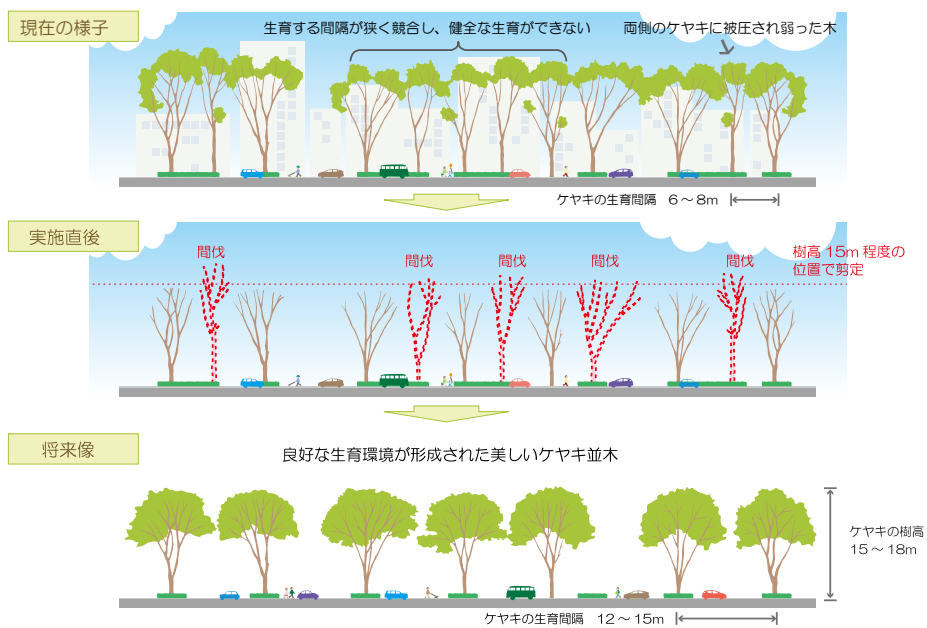 現在の様子
生育する間隔が狭く競合し、健全な生育ができない
両側のケヤキに被圧され弱った木
ケヤキの生育間隔 6～8m
実施直後
間伐
間伐
間伐
間伐
間伐
樹高15m程度の
位置で剪定
将来像
良好な生育環境が形成された美しいケヤキ並木
ケヤキの樹高
15～18m
ケヤキの生育間隔 12～15m